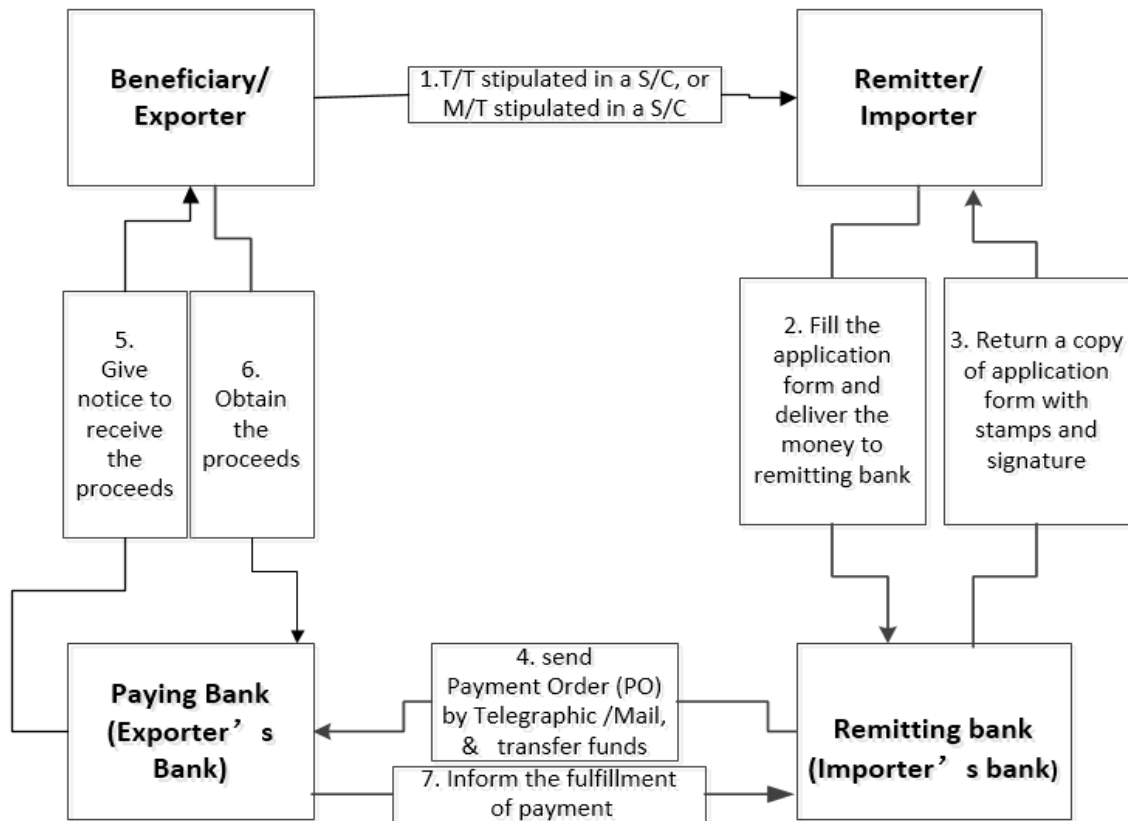 Beneficiary/
Exporter
1.T/T stipulated in a S/C, or
M/T stipulated in a S/C
Remitter/
Importer
5.
Give
notice to
receive
the
proceeds
6.
Obtain
the
proceeds
2. Fill the
application
form and
deliver the
money to
remitting bank
3. Return a copy
of application
form with
stamps and
signature
Paying Bank
(Exporter’s
Bank)
4. send
Payment Order (PO)
by Telegraphic /Mail,
& transfer funds
7. Inform the fulfillment
of payment
Remitting bank
(Importer’s bank)